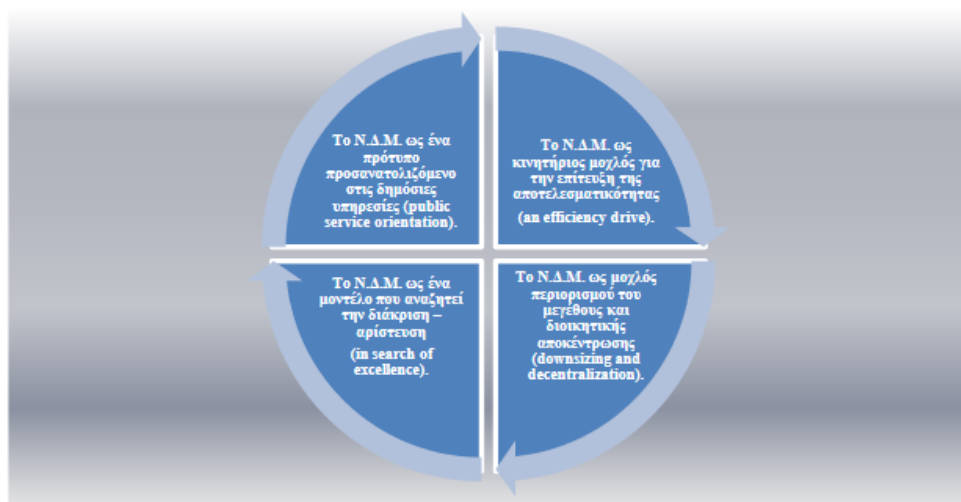 Το Ν.Δ.Μ. ως ένα
πρότυπο
προσανατολιζόμενο
στις δημόσιες
υπηρεσίες (public
service orientation).
Το Ν.Δ.Μ. ως
κινητήριος μοχλός για
την επίτευξη της
αποτελεσματικότητας
(an efficiency drive).
Το Ν.Δ.Μ. ως ένα
μοντέλο που αναζητεί
την διάκριση –
αρίστευση
(in search of
excellence).
Το Ν.Δ.Μ. ως μοχλός
περιορισμού του
μεγέθους και
διοικητικής
αποκέντρωσης
(downsizing and
decentralization).